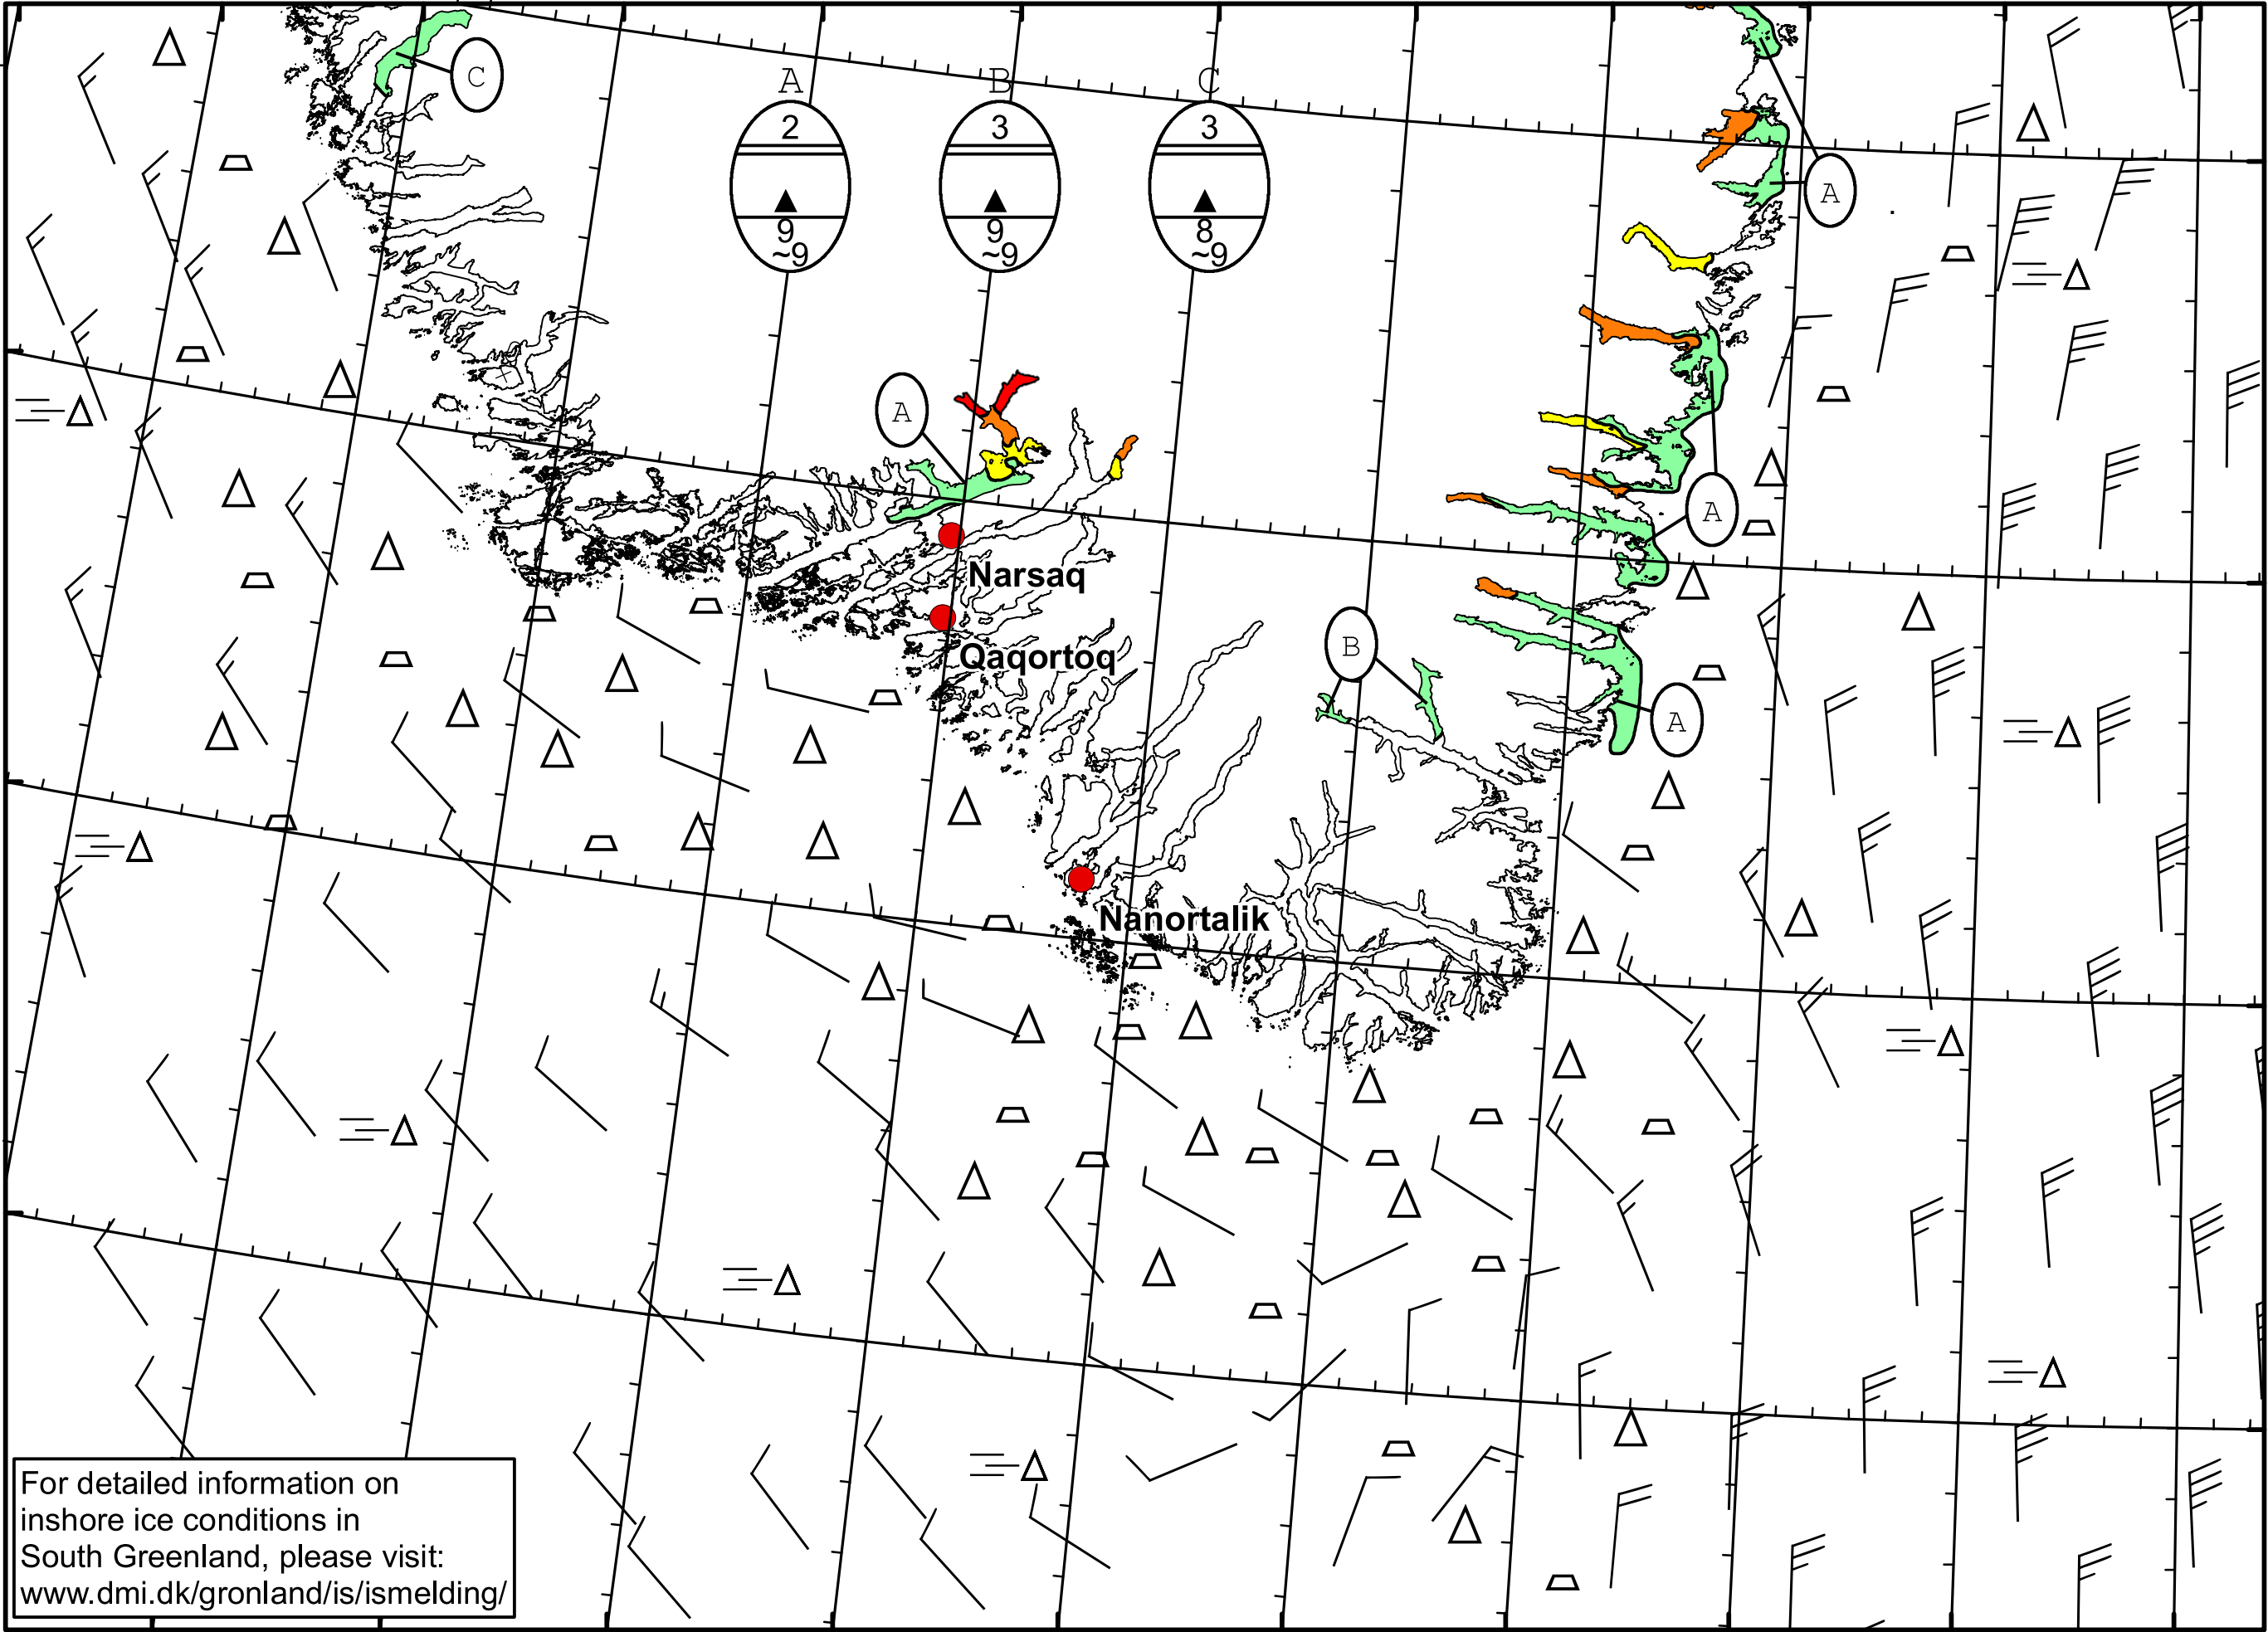 C
A B C
2 3 3
9 9 8
~9 ~9 ~9
A
A
A
Narsaq
Qaqortoq
B
A
Nanortalik
For detailed information on
inshore ice conditions in
South Greenland, please visit:
www.dmi.dk/gronland/is/ismelding/